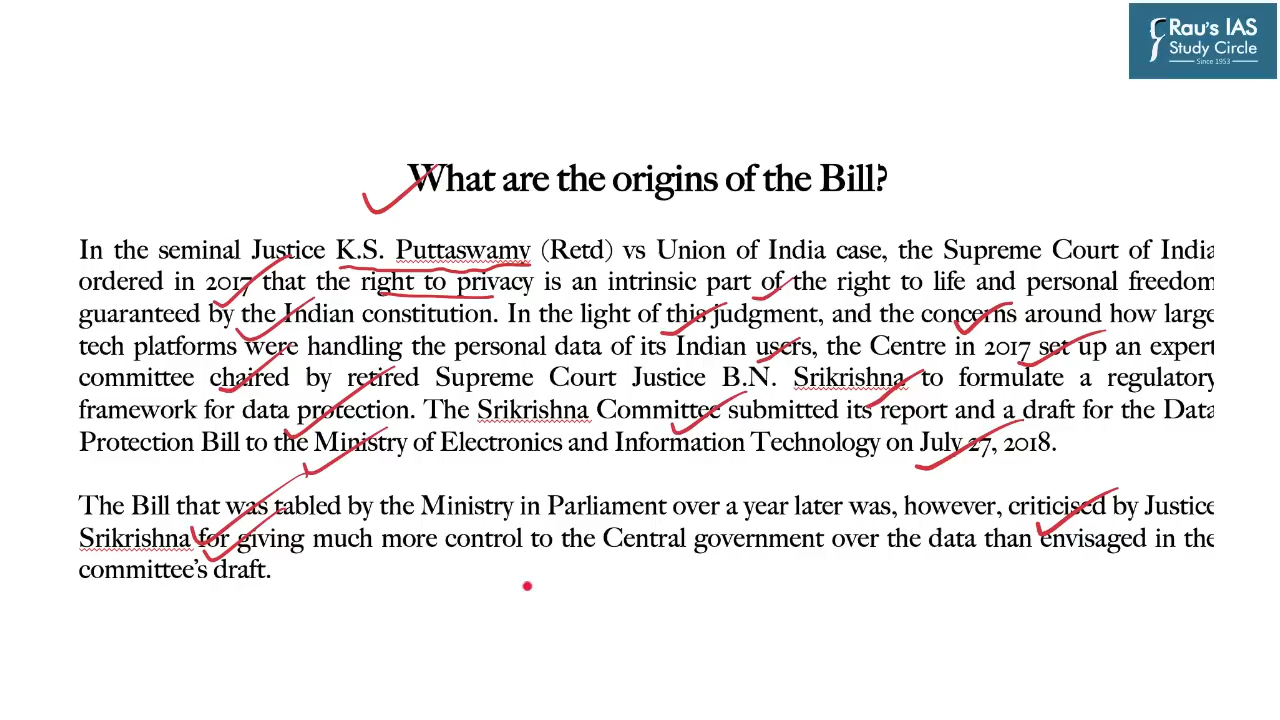 Rau's IAS
Study Circle
Since 1953
What are the origins of the Bill?
In the seminal Justice K.S. Puttaswamy (Retd) vs Union of India case, the Supreme Court of India
ordered in 2017 that the right to privacy is an intrinsic part of the right to life and personal freedom
guaranteed by the Indian constitution. In the light of this judgment, and the concerns around how large
tech platforms were handling the personal data of its Indian users, the Centre in 2017 set up an expert
committee chaired by retired Supreme Court Justice B.N. Srikrishna to formulate a regulatory
framework for data protection. The Srikrishna Committee submitted its report and a draft for the Data
Protection Bill to the Ministry of Electronics and Information Technology on July 27, 2018.
The Bill that was tabled by the Ministry in Parliament over a year later was, however, criticised by Justice
Srikrishna for giving much more control to the Central government over the data than envisaged in the
committee's draft.